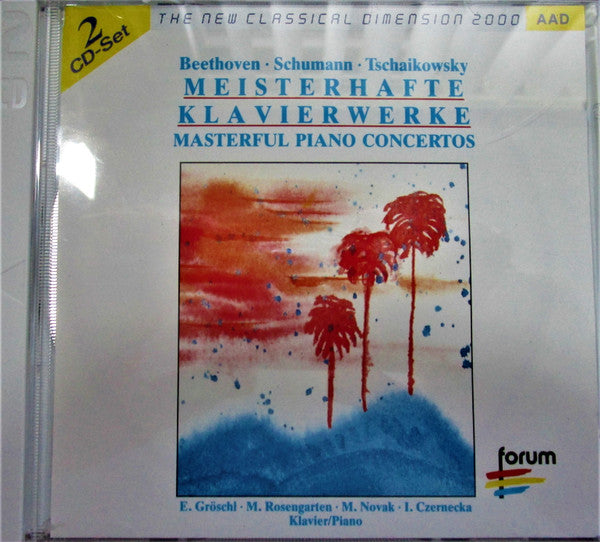 2
CD-Set
THE NEW CLASSICAL DIMENSION 2000 AAD
Beethoven · Schumann · Tschaikowsky
MEISTERHAFTE
KLAVIERWERKE
MASTERFUL PIANO CONCERTOS
forum
E. Gröschl · M. Rosengarten · M. Novak · I. Czernecka
Klavier/Piano